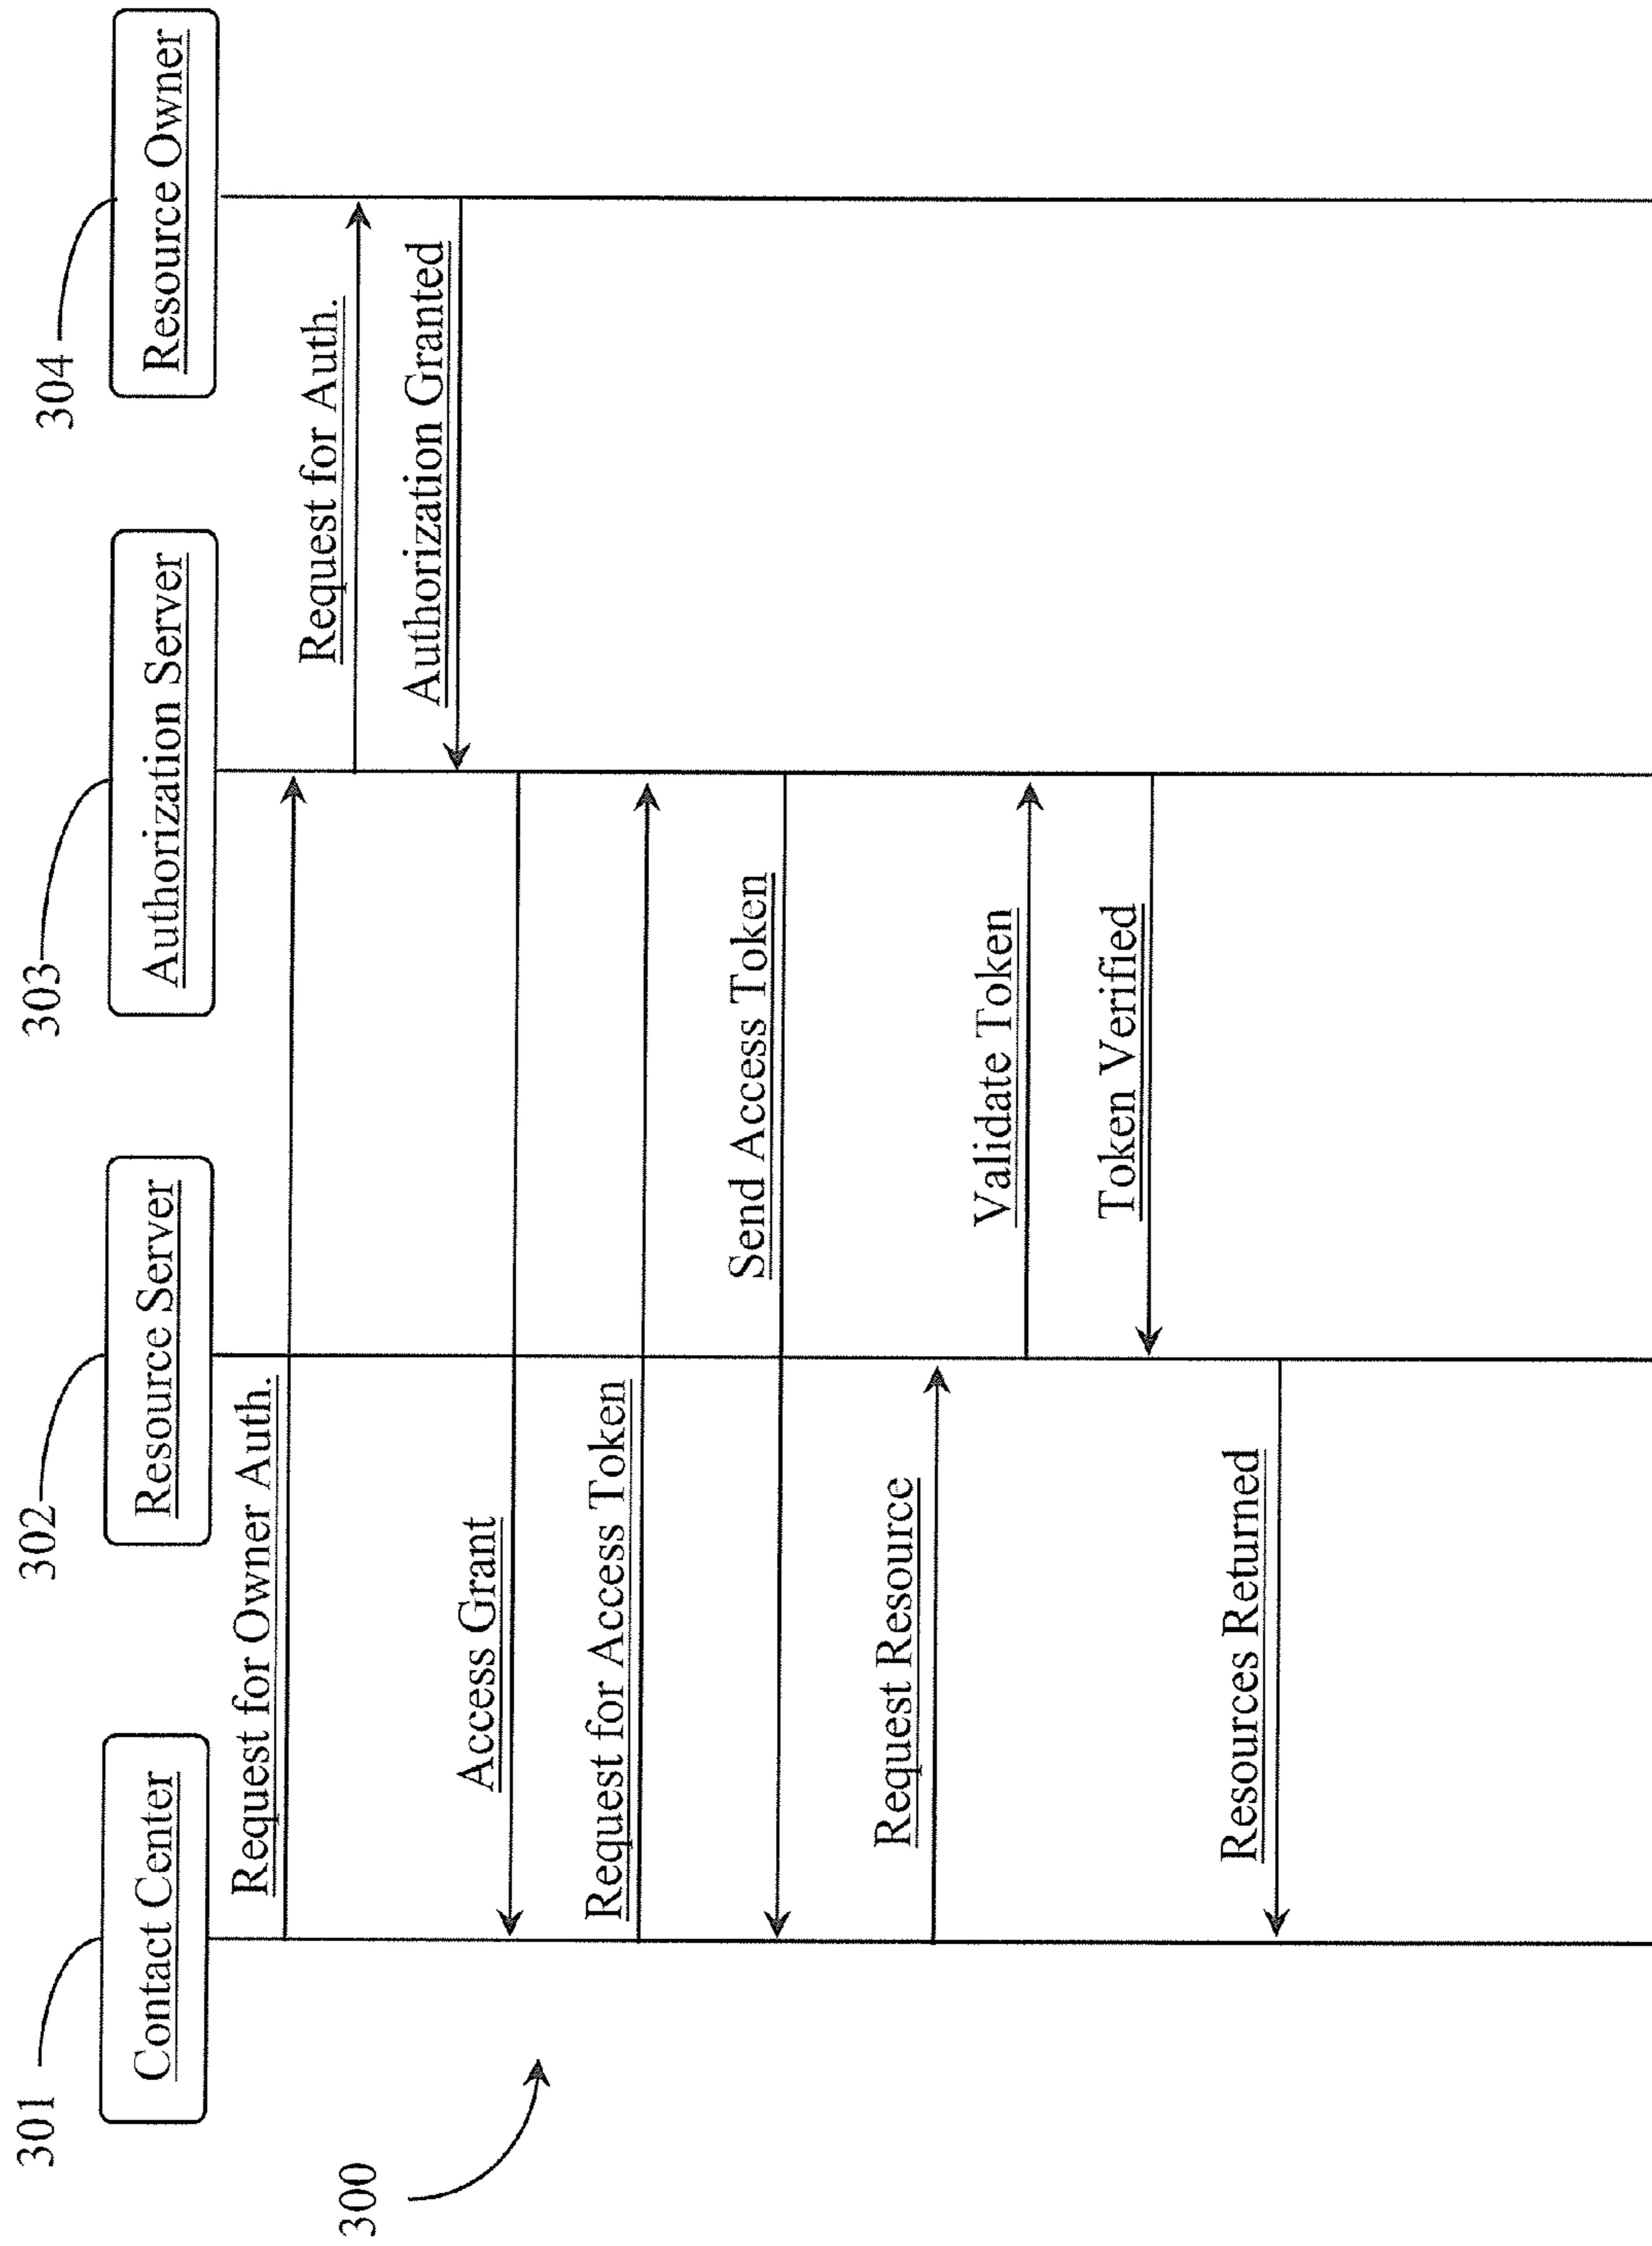 301
302
303
304
Contact Center
Resource Server
Authorization Server
Resource Owner
Request for Owner Auth.
Request for Auth.
Authorization Granted
Access Grant
Request for Access Token
Send Access Token
Request Resource
Validate Token
Token Verified
Resources Returned
300